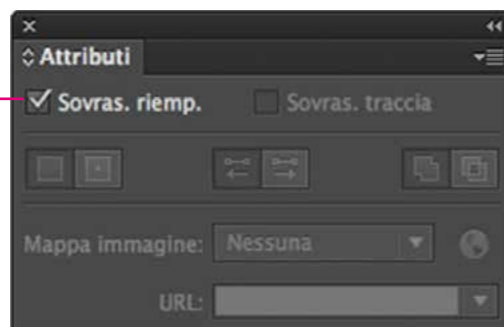 Attributi
Sovras. riemp. Sovras. traccia
Mappa immagine: Nessuna
URL: